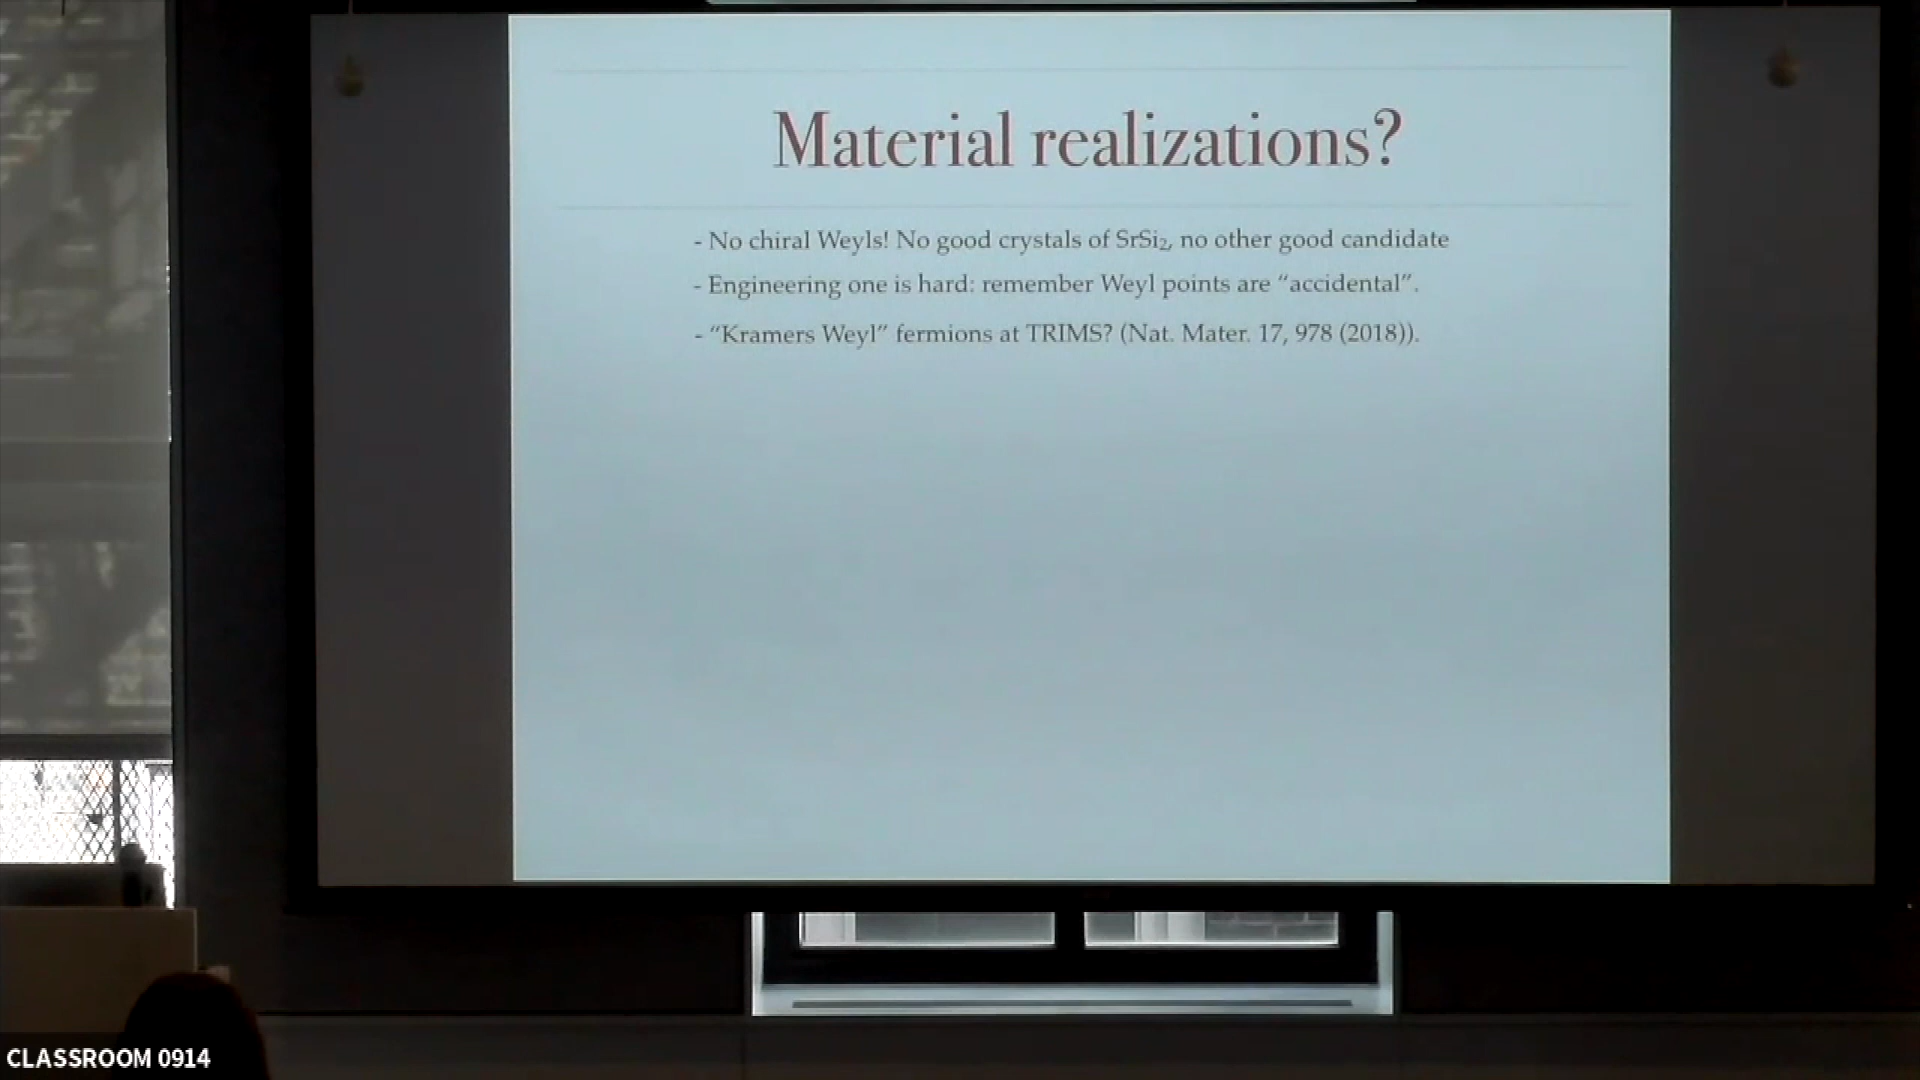 Material realizations?
- No chiral Weyls! No good crystals of SrSi₂, no other good candidate
- Engineering one is hard: remember Weyl points are “accidental”.
- “Kramers Weyl” fermions at TRIMS? (Nat. Mater. 17, 978 (2018)).
CLASSROOM 0914